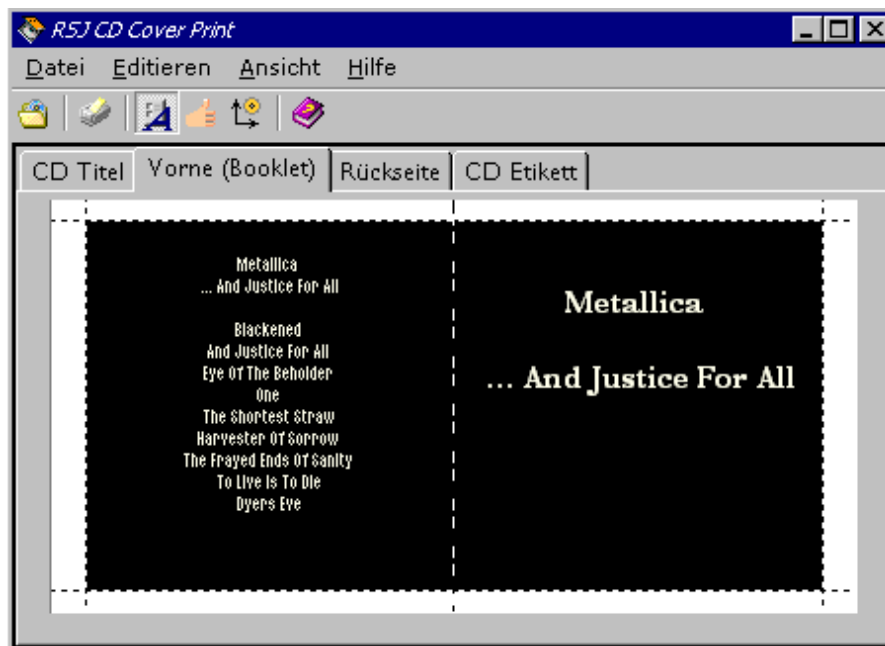 RSJ CD Cover Print
Datei Editieren Ansicht Hilfe
CD Titel Vorne (Booklet) Rückseite CD Etikett
Metallica
... And Justice For All
Blackened
And Justice For All
Eye Of The Beholder
One
The Shortest Straw
Harvester Of Sorrow
The Frayed Ends Of Sanity
To Live Is To Die
Dyers Eve
Metallica
... And Justice For All